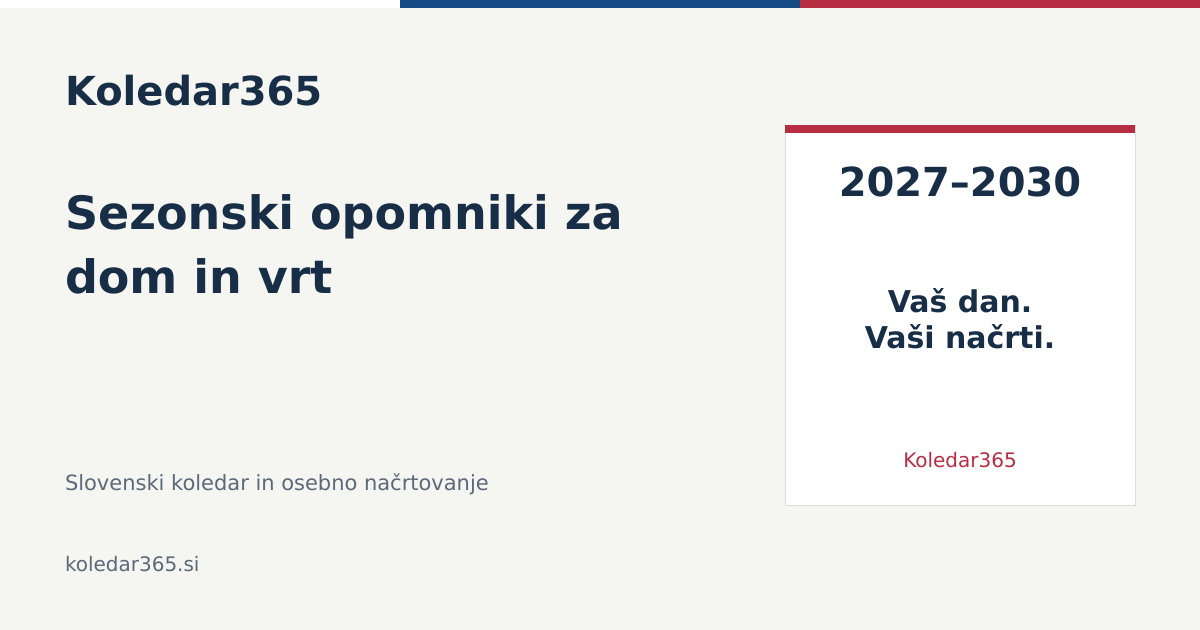 Koledar365
Sezonski opomniki za
dom in vrt
Slovenski koledar in osebno načrtovanje
koledar365.si
2027–2030
Vaš dan.
Vaši načrti.
Koledar365